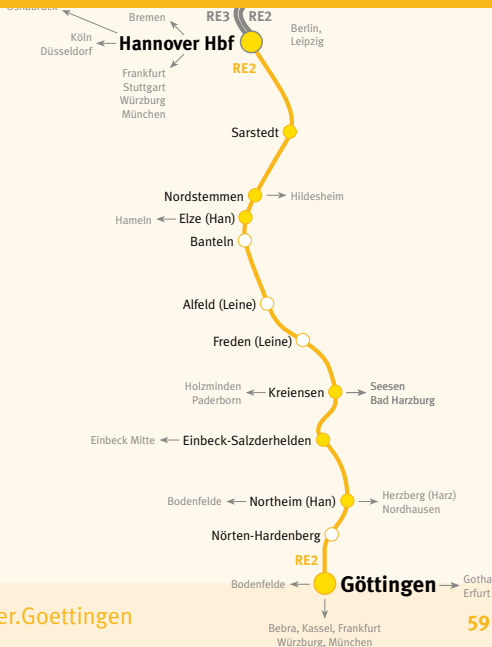 Bremen
RE3 RE2
Berlin,
Leipzig
Köln
Düsseldorf
Hannover Hbf
RE2
Frankfurt
Stuttgart
Würzburg
München
Sarstedt
Nordstemmen
Hildesheim
Hameln
Elze (Han)
Banteln
Alfeld (Leine)
Freden (Leine)
Holzminden
Paderborn
Kreiensen
Seesen
Bad Harzburg
Einbeck Mitte
Einbeck-Salzderhelden
Bodenfelde
Northeim (Han)
Herzberg (Harz)
Nordhausen
Nörten-Hardenberg
RE2
Bodenfelde
Göttingen
Gotha
Erfurt
er.Goettingen
Bebra, Kassel, Frankfurt
Würzburg, München
59